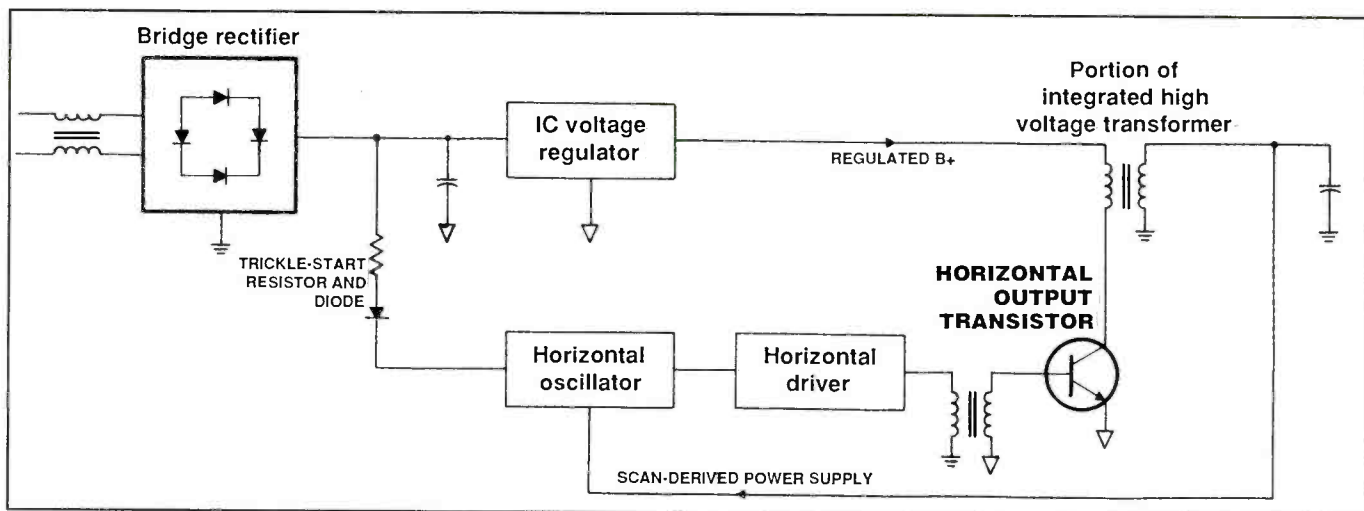 Bridge rectifier
IC voltage
regulator
REGULATED B+
Portion of
integrated high
voltage transformer
TRICKLE-START
RESISTOR AND
DIODE
HORIZONTAL
OUTPUT
TRANSISTOR
Horizontal
oscillator
Horizontal
driver
SCAN-DERIVED POWER SUPPLY